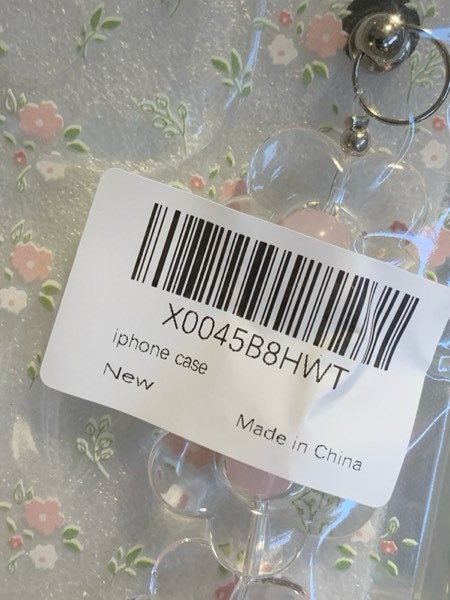 X0045B8HWT
iphone case
New
Made in China